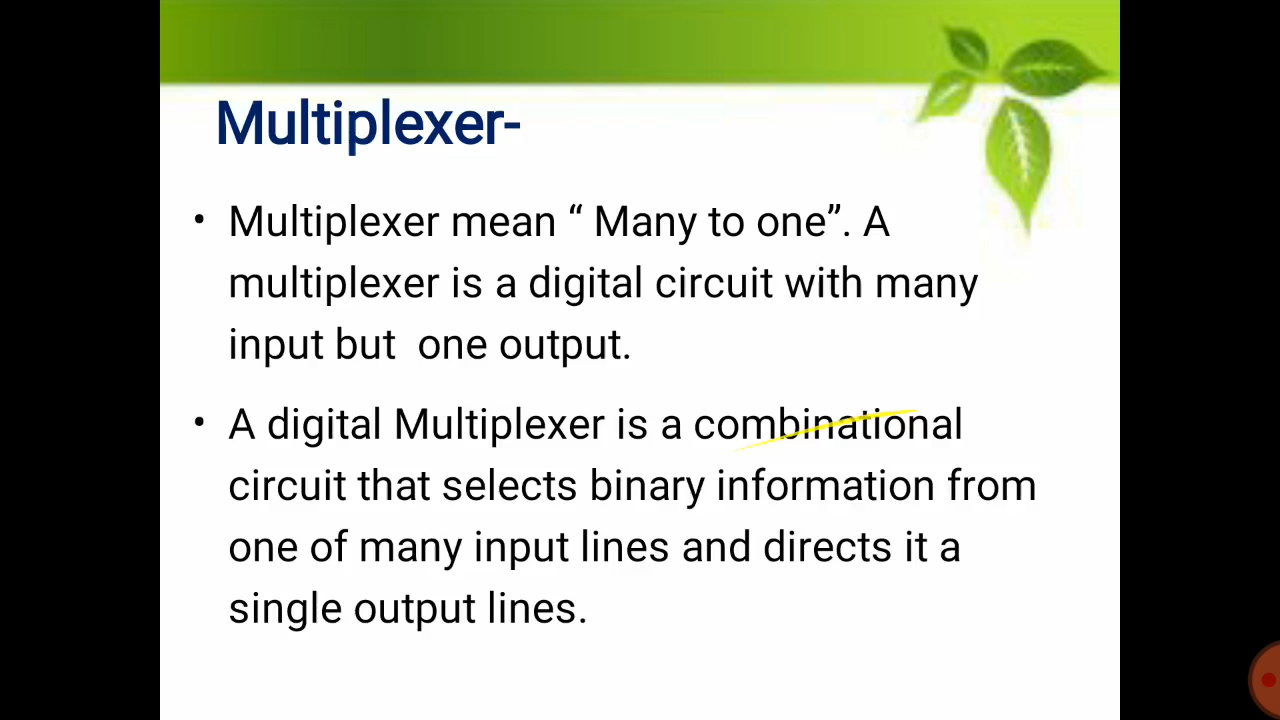 Multiplexer-
• Multiplexer mean “ Many to one”. A
multiplexer is a digital circuit with many
input but  one output.
• A digital Multiplexer is a combinational
circuit that selects binary information from
one of many input lines and directs it a
single output lines.